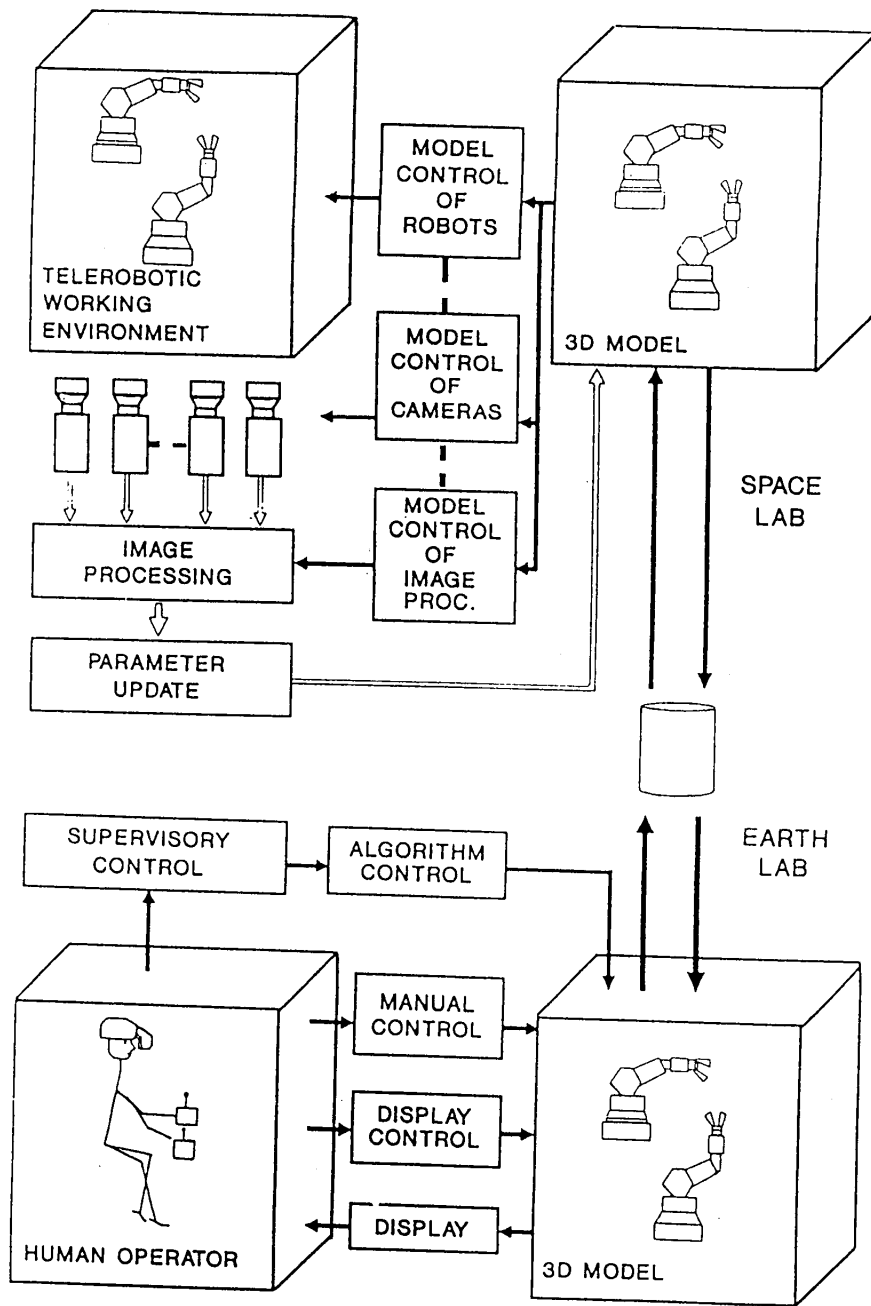 MODEL
CONTROL
OF
ROBOTS
TELEROBOTIC
WORKING
ENVIRONMENT
3D MODEL
MODEL
CONTROL
OF
CAMERAS
SPACE
LAB
MODEL
CONTROL
OF
IMAGE
PROC.
IMAGE
PROCESSING
PARAMETER
UPDATE
SUPERVISORY
CONTROL
ALGORITHM
CONTROL
EARTH
LAB
MANUAL
CONTROL
DISPLAY
CONTROL
DISPLAY
HUMAN OPERATOR
3D MODEL